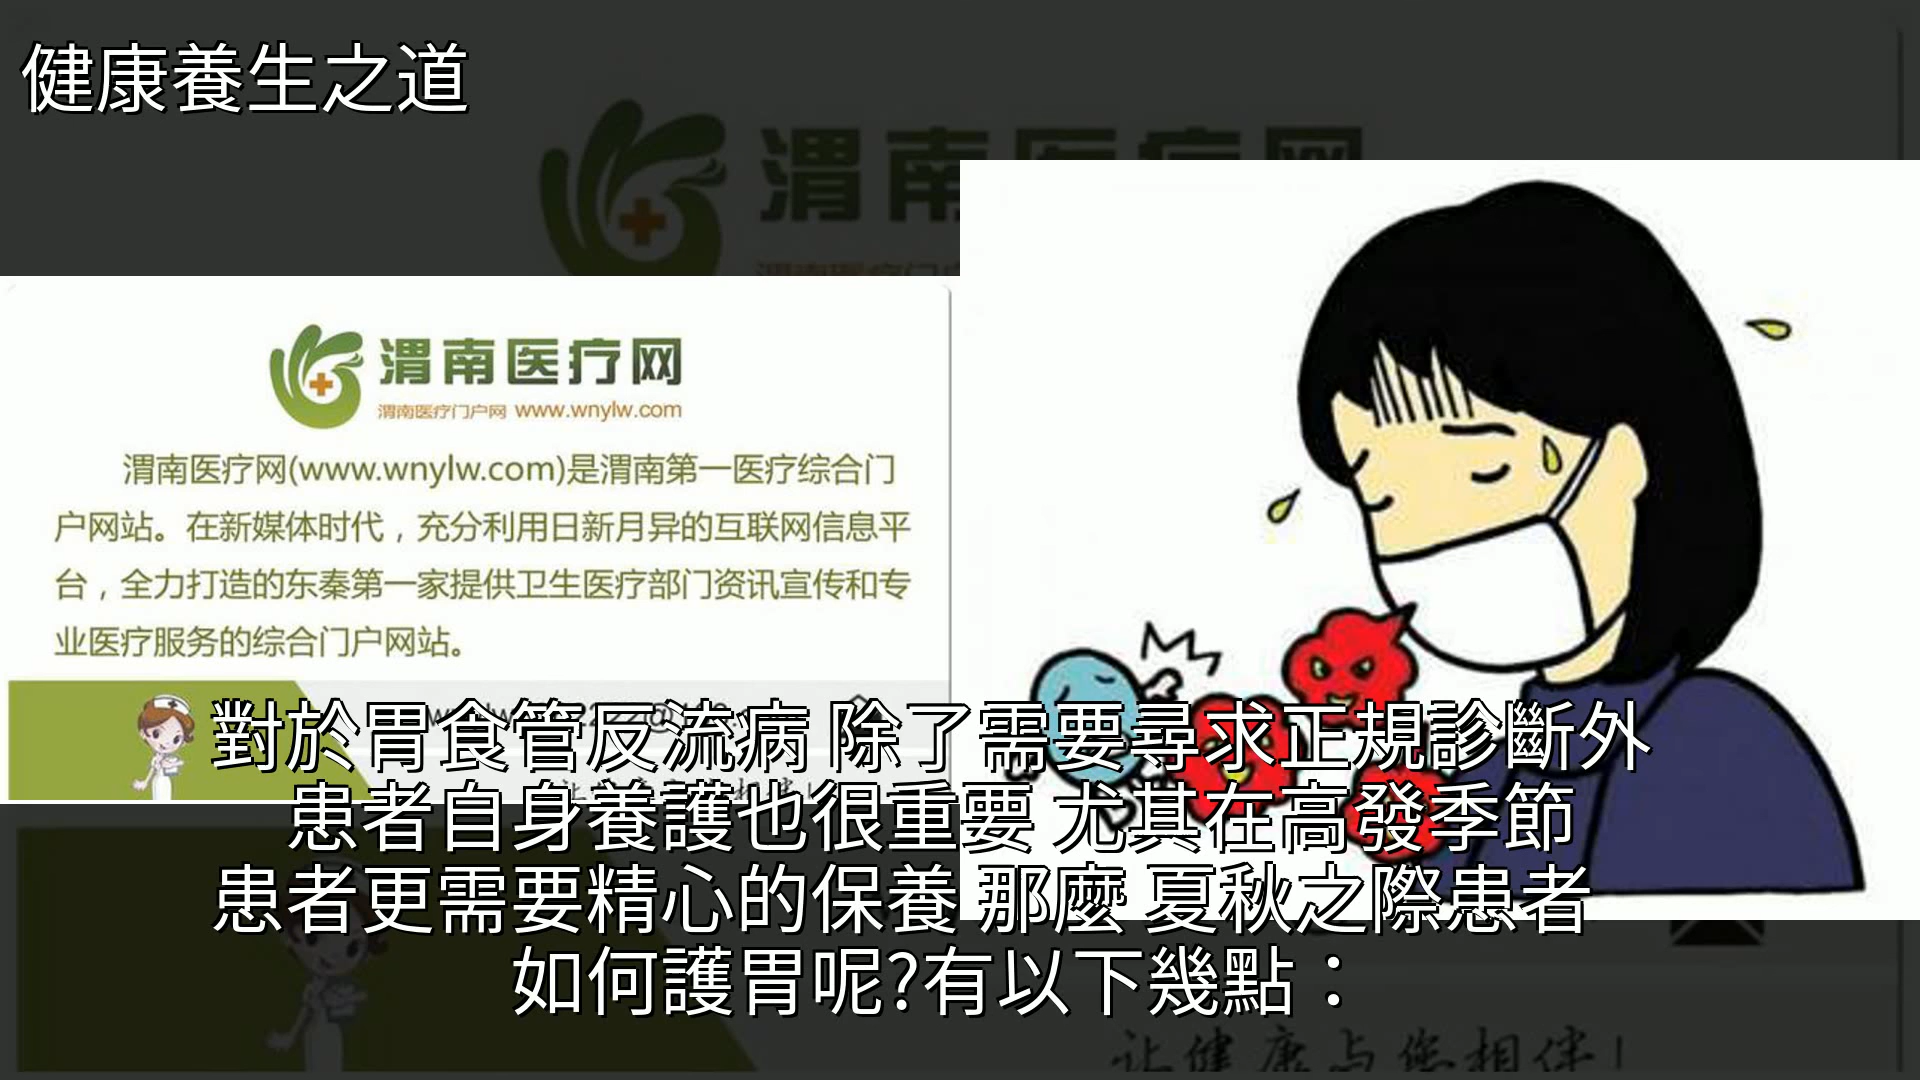 健康養生之道
渭南医疗网
渭南医疗门户网 www.wnylw.com
渭南医疗网(www.wnylw.com)是渭南第一医疗综合门
户网站。在新媒体时代，充分利用日新月异的互联网信息平
台，全力打造的东秦第一家提供卫生医疗部门资讯宣传和专
业医疗服务的综合门户网站。
對於胃食管反流病 除了需要尋求正規診斷外
患者自身養護也很重要 尤其在高發季節
患者更需要精心的保養 那麼 夏秋之際患者
如何護胃呢?有以下幾點：
让健康与您相伴!